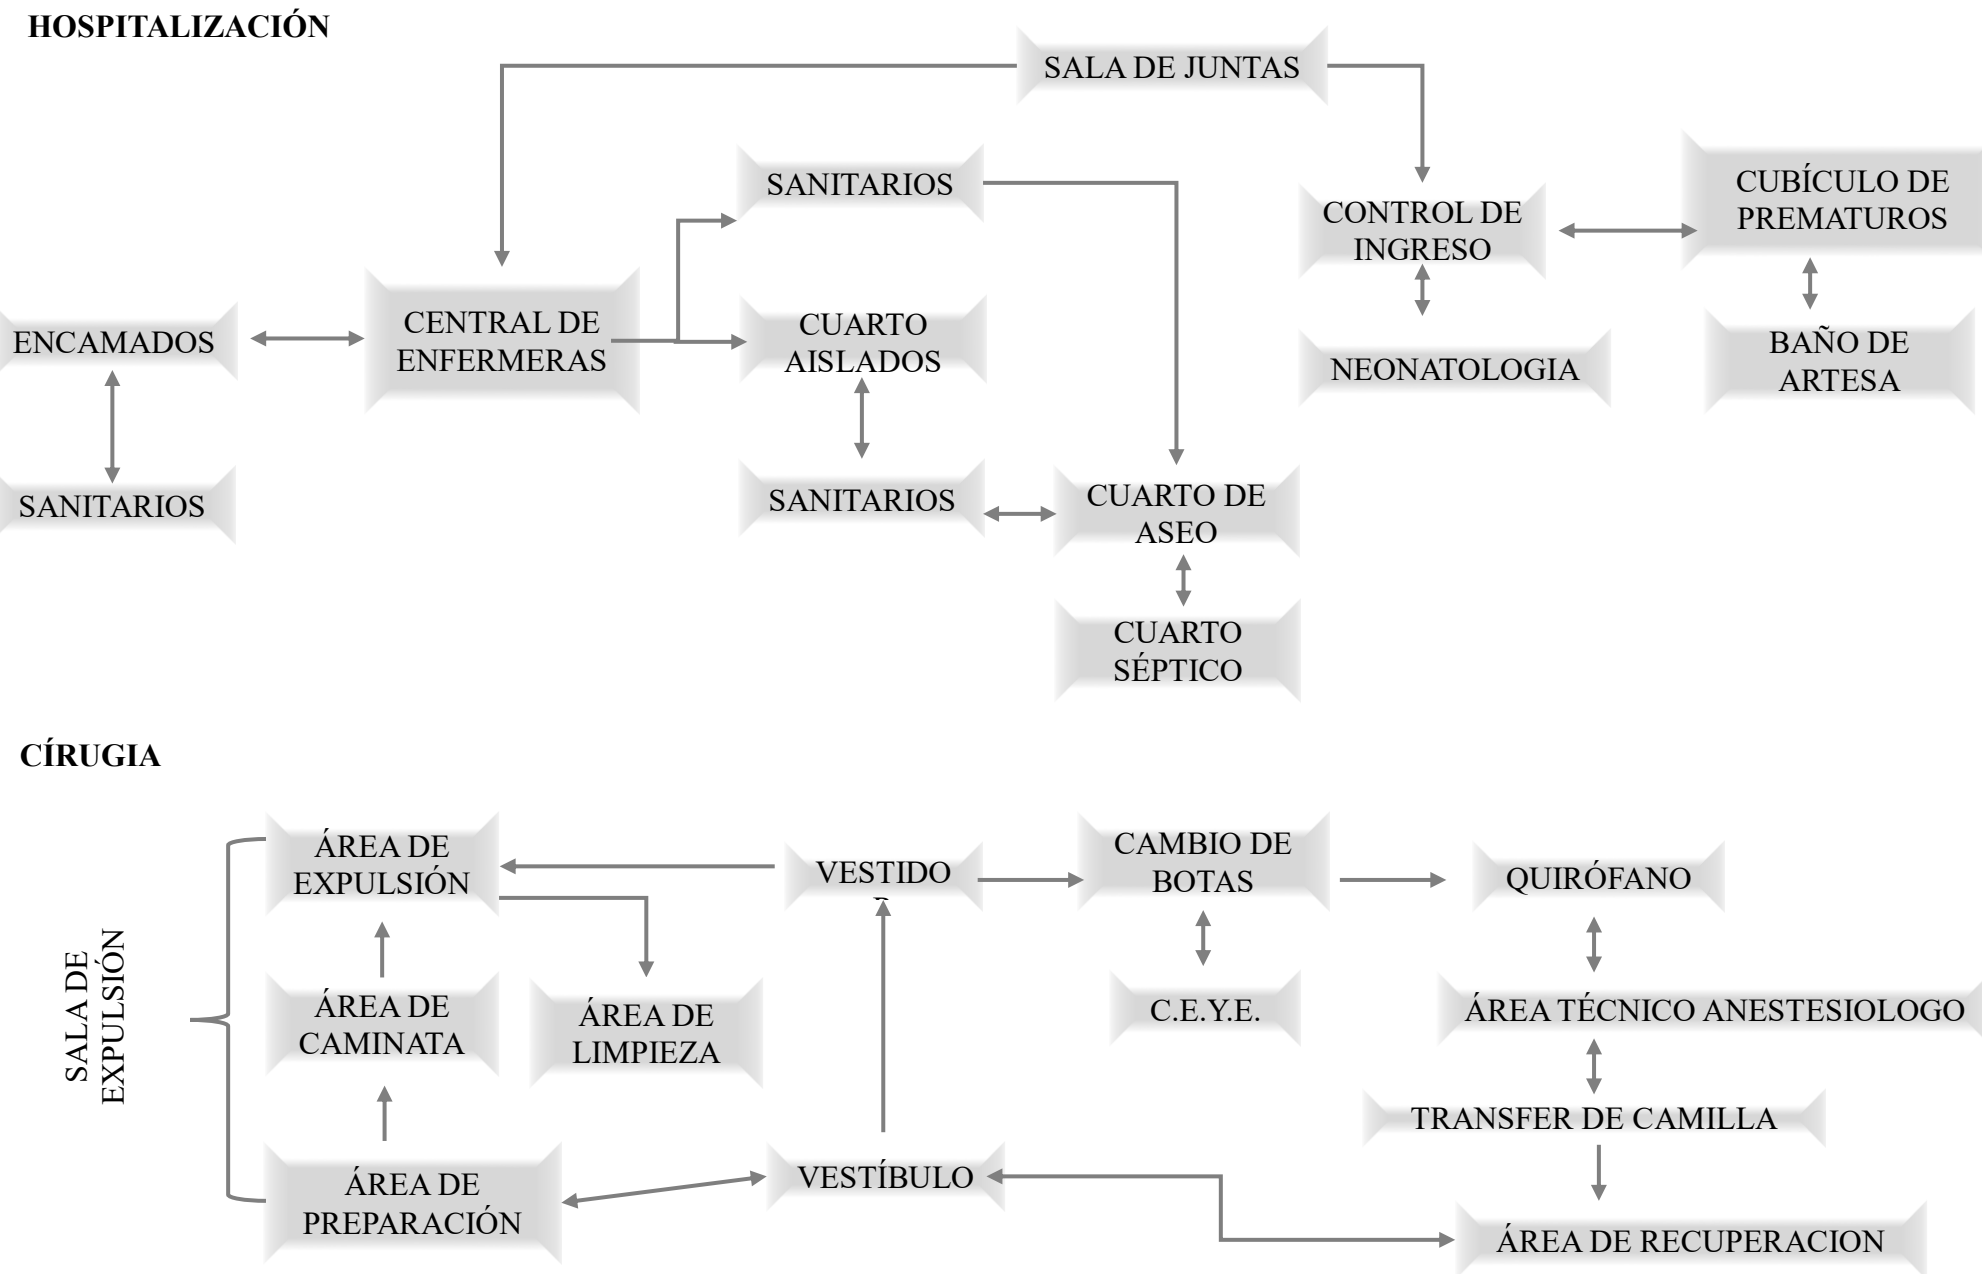 HOSPITALIZACIÓN
SALA DE JUNTAS
SANITARIOS
CUBÍCULO DE
PREMATUROS
CONTROL DE
INGRESO
ENCAMADOS
CENTRAL DE
ENFERMERAS
CUARTO
AISLADOS
NEONATOLOGIA
BAÑO DE
ARTESA
SANITARIOS
SANITARIOS
CUARTO DE
ASEO
CUARTO
SÉPTICO
CÍRUGIA
ÁREA DE
EXPULSIÓN
VESTIDO
CAMBIO DE
BOTAS
QUIRÓFANO
SALA DE
EXPULSIÓN
ÁREA DE
CAMINATA
ÁREA DE
LIMPIEZA
C.E.Y.E.
ÁREA TÉCNICO ANESTESIOLOGO
TRANSFER DE CAMILLA
ÁREA DE
PREPARACIÓN
VESTÍBULO
ÁREA DE RECUPERACION